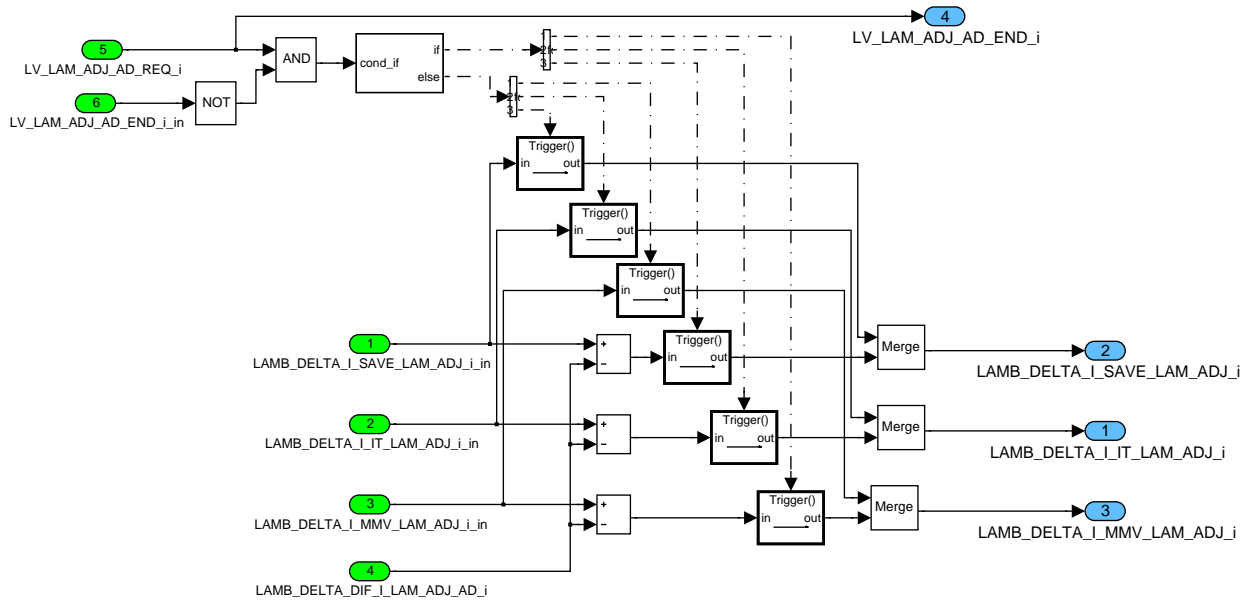 4
LV_LAM_ADJ_AD_END_i
5
LV_LAM_ADJ_AD_REQ_i
AND
cond_if
if
else
3
6
LV_LAM_ADJ_AD_END_i_in
NOT
3
Trigger()
in
out
Trigger()
in
out
Trigger()
in
out
1
LAMB_DELTA_I_SAVE_LAM_ADJ_i_in
+
−
Trigger()
in
out
Merge
2
LAMB_DELTA_I_SAVE_LAM_ADJ_i
2
LAMB_DELTA_I_IT_LAM_ADJ_i_in
+
−
Trigger()
in
out
Merge
1
LAMB_DELTA_I_IT_LAM_ADJ_i
3
LAMB_DELTA_I_MMV_LAM_ADJ_i_in
+
−
Trigger()
in
out
Merge
3
LAMB_DELTA_I_MMV_LAM_ADJ_i
4
LAMB_DELTA_DIF_I_LAM_ADJ_AD_i